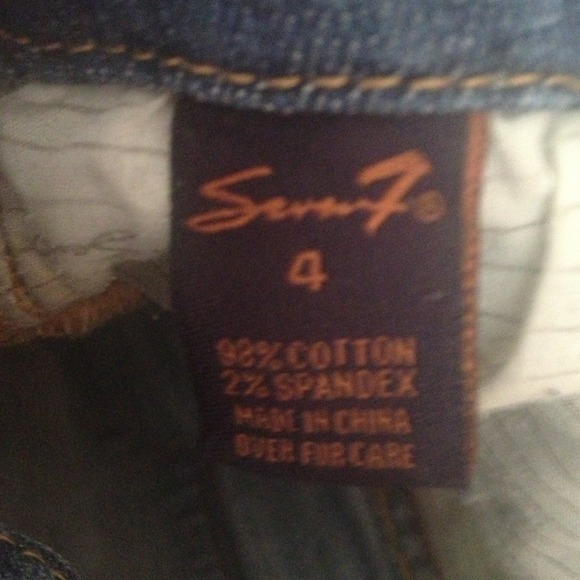 Seven7®
4
98% COTTON
2% SPANDEX
MADE IN CHINA
OVER FOR CARE